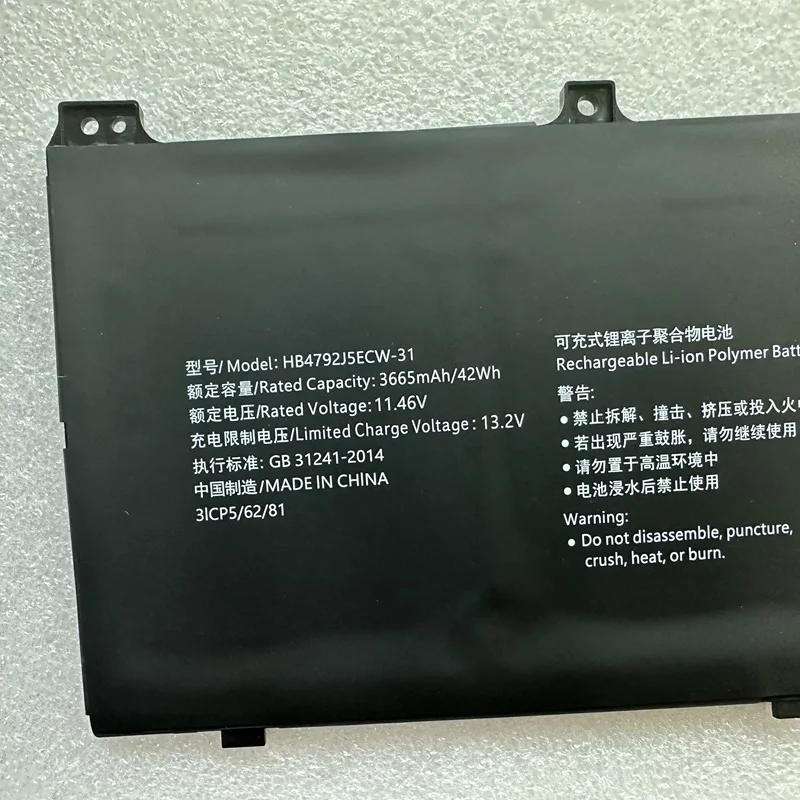 型号/ Model: HB4792J5ECW-31
额定容量/Rated Capacity: 3665mAh/42Wh
额定电压/Rated Voltage: 11.46V
充电限制电压/Limited Charge Voltage: 13.2V
执行标准: GB 31241-2014
中国制造/MADE IN CHINA
3ICP5/62/81
可充式锂离子聚合物电池
Rechargeable Li-ion Polymer Batt
警告:
• 禁止拆解、撞击、挤压或投入火中
• 若出现严重鼓胀，请勿继续使用
• 请勿置于高温环境中
• 电池浸水后禁止使用
Warning:
• Do not disassemble, puncture,
crush, heat, or burn.